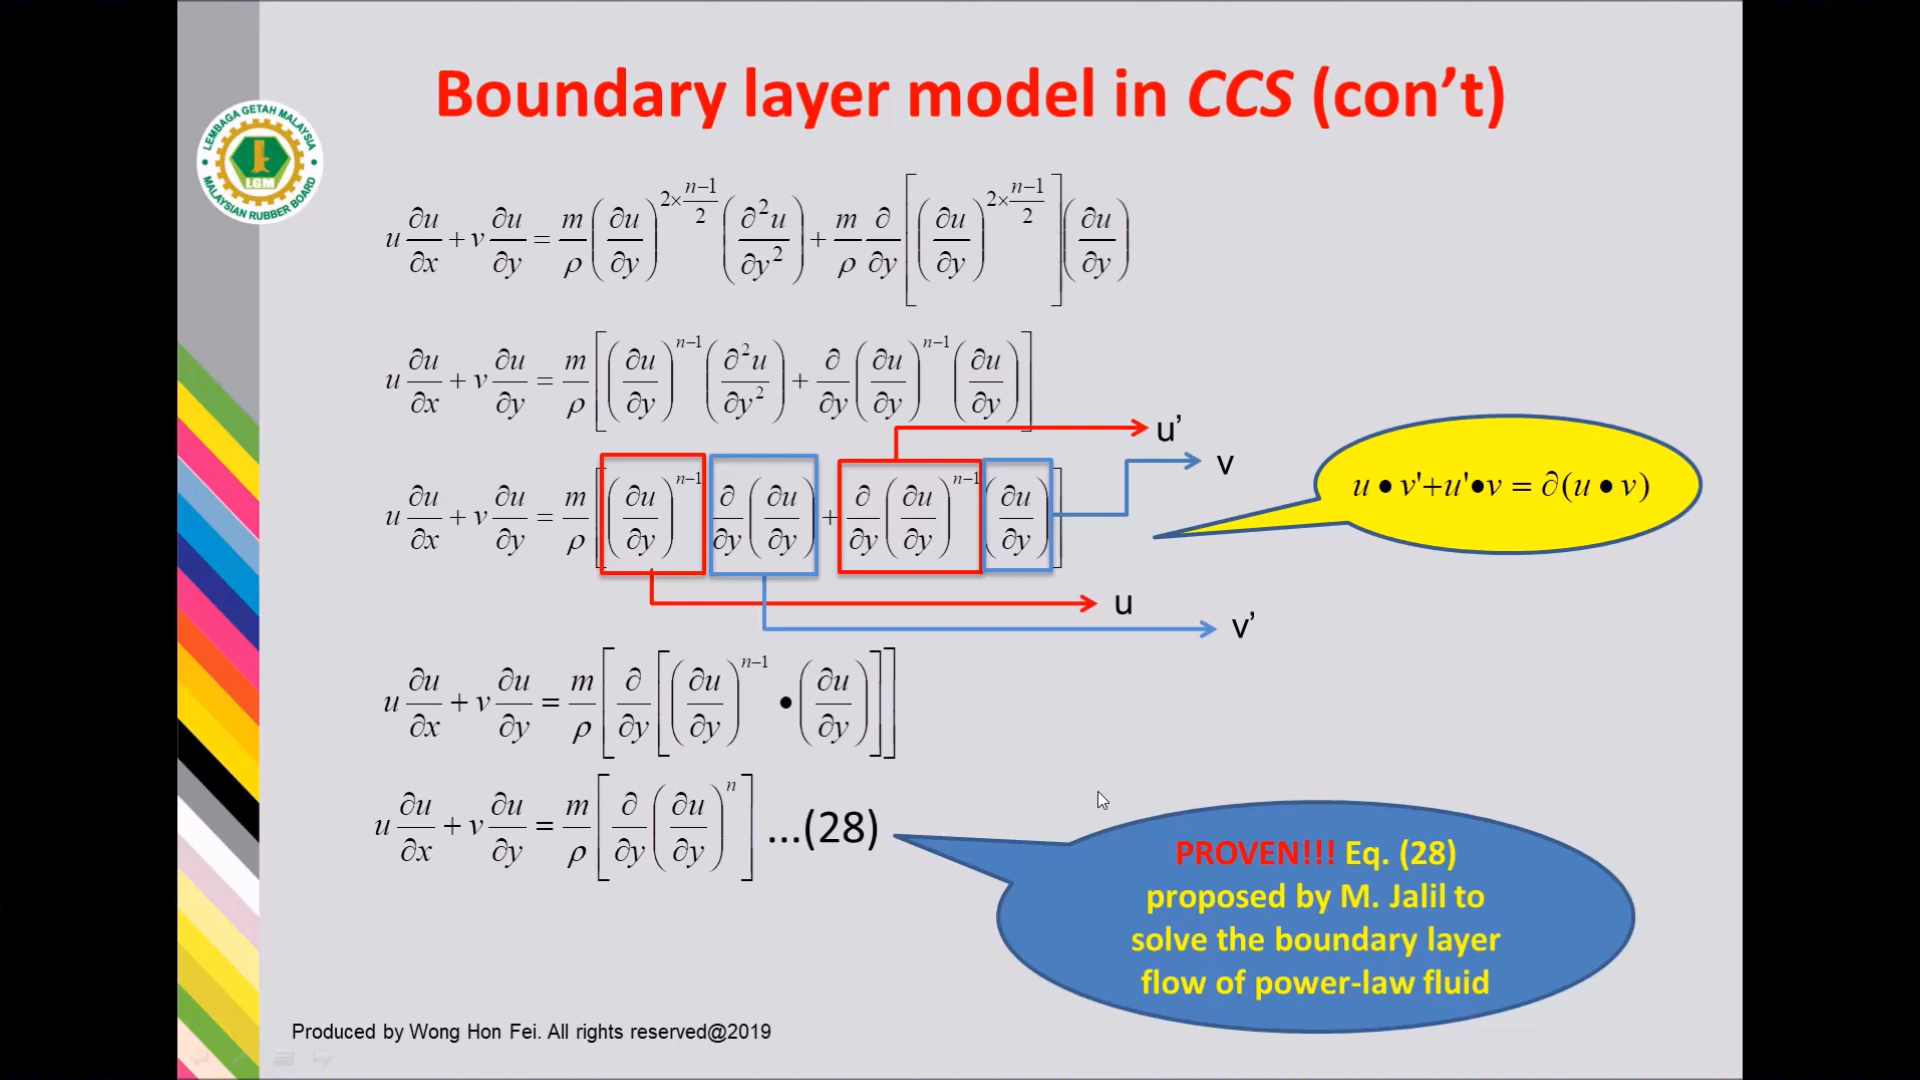 Boundary layer model in CCS (con’t)
LEMBAGA GETAH MALAYSIA
LGM
MALAYSIAN RUBBER BOARD
u ∂u/∂x + v ∂u/∂y = m/ρ (∂u/∂y)^(2×(n−1)/2) (∂²u/∂y²) + m/ρ ∂/∂y [(∂u/∂y)^(2×(n−1)/2)] (∂u/∂y)
u ∂u/∂x + v ∂u/∂y = m/ρ [(∂u/∂y)^(n−1) (∂²u/∂y²) + ∂/∂y (∂u/∂y)^(n−1) (∂u/∂y)]
u’
v
u ∂u/∂x + v ∂u/∂y = m/ρ [(∂u/∂y)^(n−1) ∂/∂y (∂u/∂y) + ∂/∂y (∂u/∂y)^(n−1) (∂u/∂y)]
u • v'+u'•v = ∂(u • v)
u
v’
u ∂u/∂x + v ∂u/∂y = m/ρ [∂/∂y [(∂u/∂y)^(n−1) • (∂u/∂y)]]
u ∂u/∂x + v ∂u/∂y = m/ρ [∂/∂y (∂u/∂y)^n] ...(28)
PROVEN!!! Eq. (28)
proposed by M. Jalil to
solve the boundary layer
flow of power-law fluid
Produced by Wong Hon Fei. All rights reserved@2019